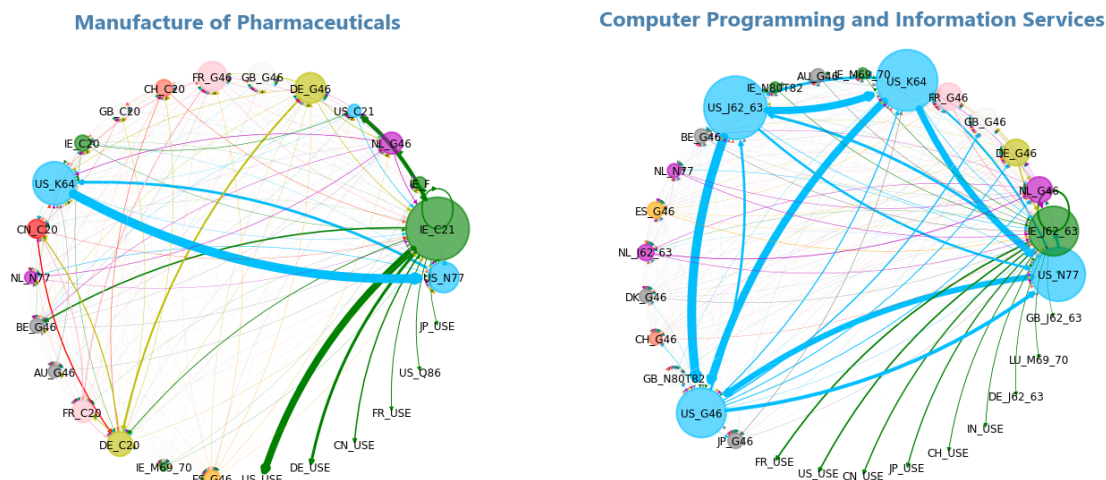 Manufacture of Pharmaceuticals
FR_G46
GB_G46
DE_G46
CH_C20
US_C21
GB_C20
NL_G46
IE_C20
IE_F
US_K64
IE_C21
CN_C20
NL_N77
US_N77
BE_G46
JP_USE
AU_G46
US_Q86
FR_C20
FR_USE
DE_C20
CN_USE
IE_M69_70
DE_USE
ES_G46
US_USE
Computer Programming and Information Services
AU_G46
IE_M69_70
US_K64
IE_N80T82
FR_G46
US_J62_63
GB_G46
BE_G46
DE_G46
NL_N77
NL_G46
ES_G46
IE_J62_63
NL_J62_63
US_N77
DK_G46
GB_J62_63
CH_G46
LU_M69_70
GB_N80T82
DE_J62_63
US_G46
IN_USE
JP_G46
CH_USE
FR_USE
US_USE
CN_USE
JP_USE